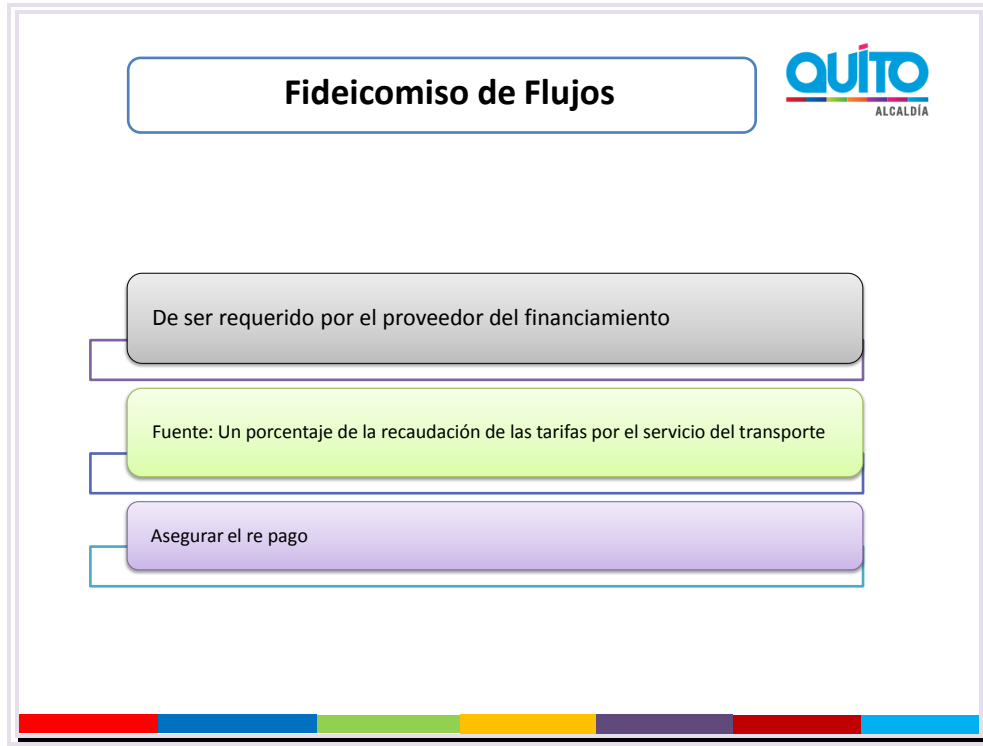 Fideicomiso de Flujos
QUÍTO
ALCALDÍA
De ser requerido por el proveedor del financiamiento
Fuente: Un porcentaje de la recaudación de las tarifas por el servicio del transporte
Asegurar el re pago